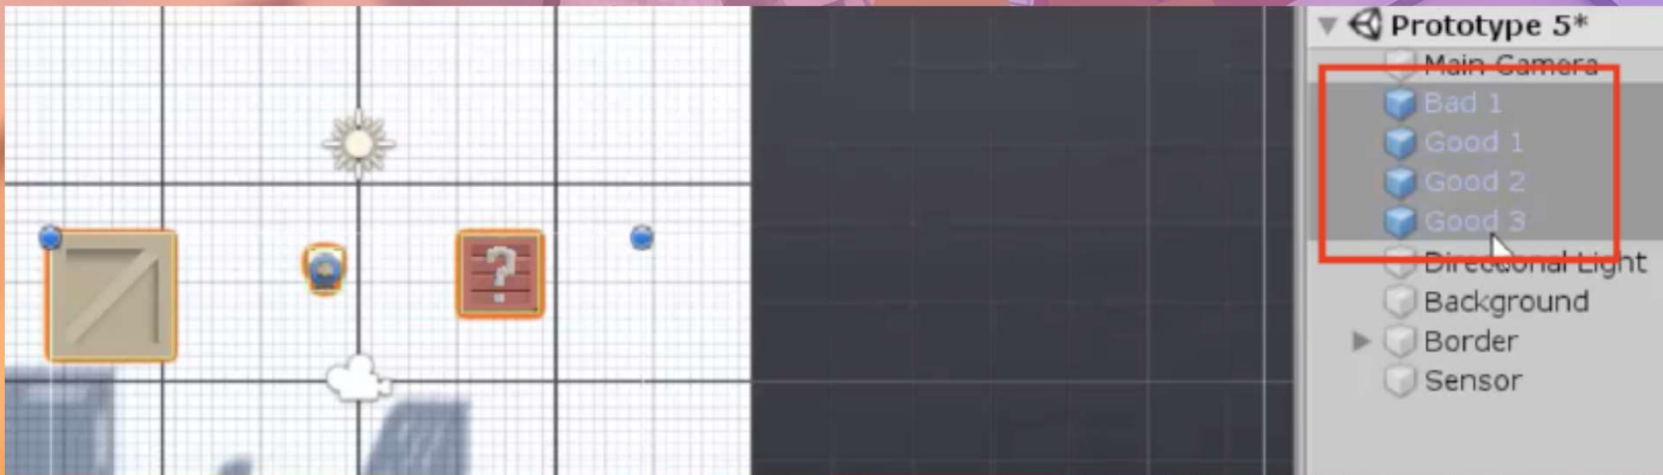 ?
Prototype 5*
Main Camera
Bad 1
Good 1
Good 2
Good 3
Directional Light
Background
Border
Sensor